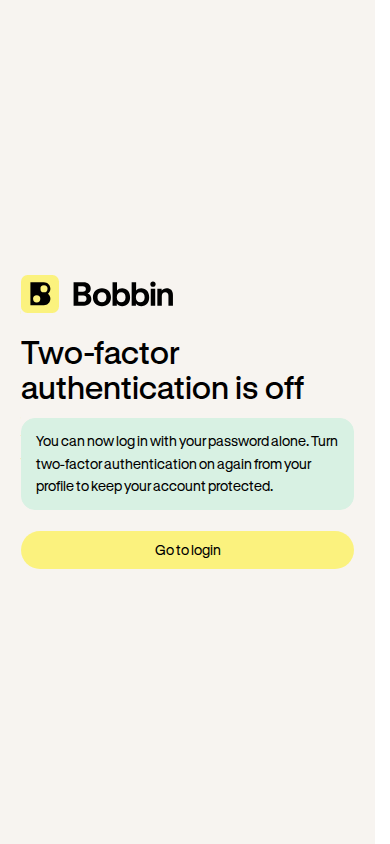 Bobbin
Two-factor
authentication is off
You can now log in with your password alone. Turn
two-factor authentication on again from your
profile to keep your account protected.
Go to login